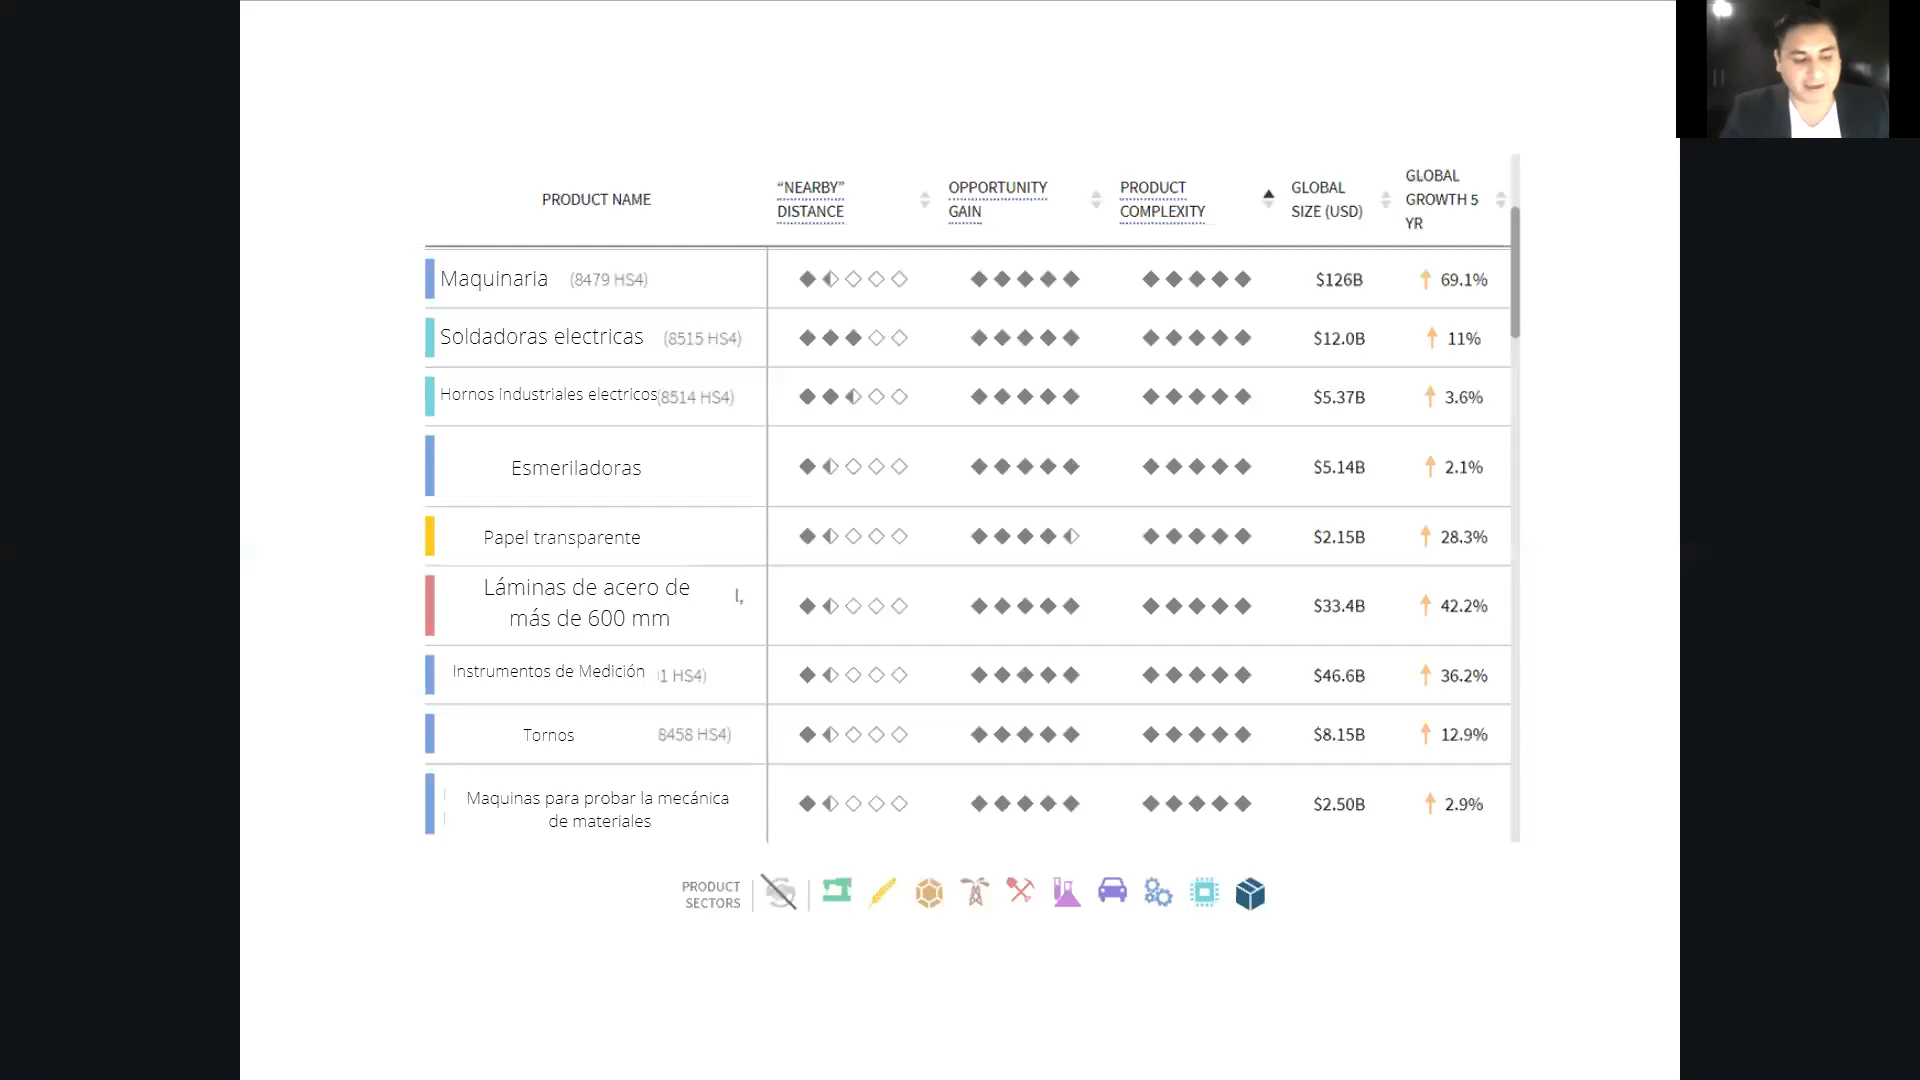 PRODUCT NAME
“NEARBY”
DISTANCE
OPPORTUNITY
GAIN
PRODUCT
COMPLEXITY
GLOBAL
SIZE (USD)
GLOBAL
GROWTH 5
YR
Maquinaria (8479 HS4) $126B 69.1%
Soldadoras electricas (8515 HS4) $12.0B 11%
Hornos industriales electricos (8514 HS4) $5.37B 3.6%
Esmeriladoras $5.14B 2.1%
Papel transparente $2.15B 28.3%
Láminas de acero de
más de 600 mm
l,
$33.4B 42.2%
Instrumentos de Medición 1 HS4) $46.6B 36.2%
Tornos 8458 HS4) $8.15B 12.9%
Maquinas para probar la mecánica
de materiales
$2.50B 2.9%
PRODUCT
SECTORS